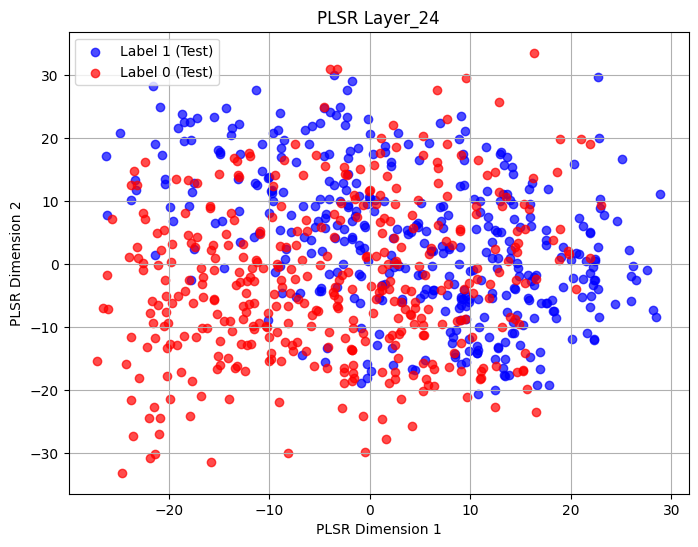 PLSR Layer_24
Label 1 (Test)
Label 0 (Test)
30
20
10
0
−10
−20
−30
PLSR Dimension 2
−20
−10
0
10
20
30
PLSR Dimension 1